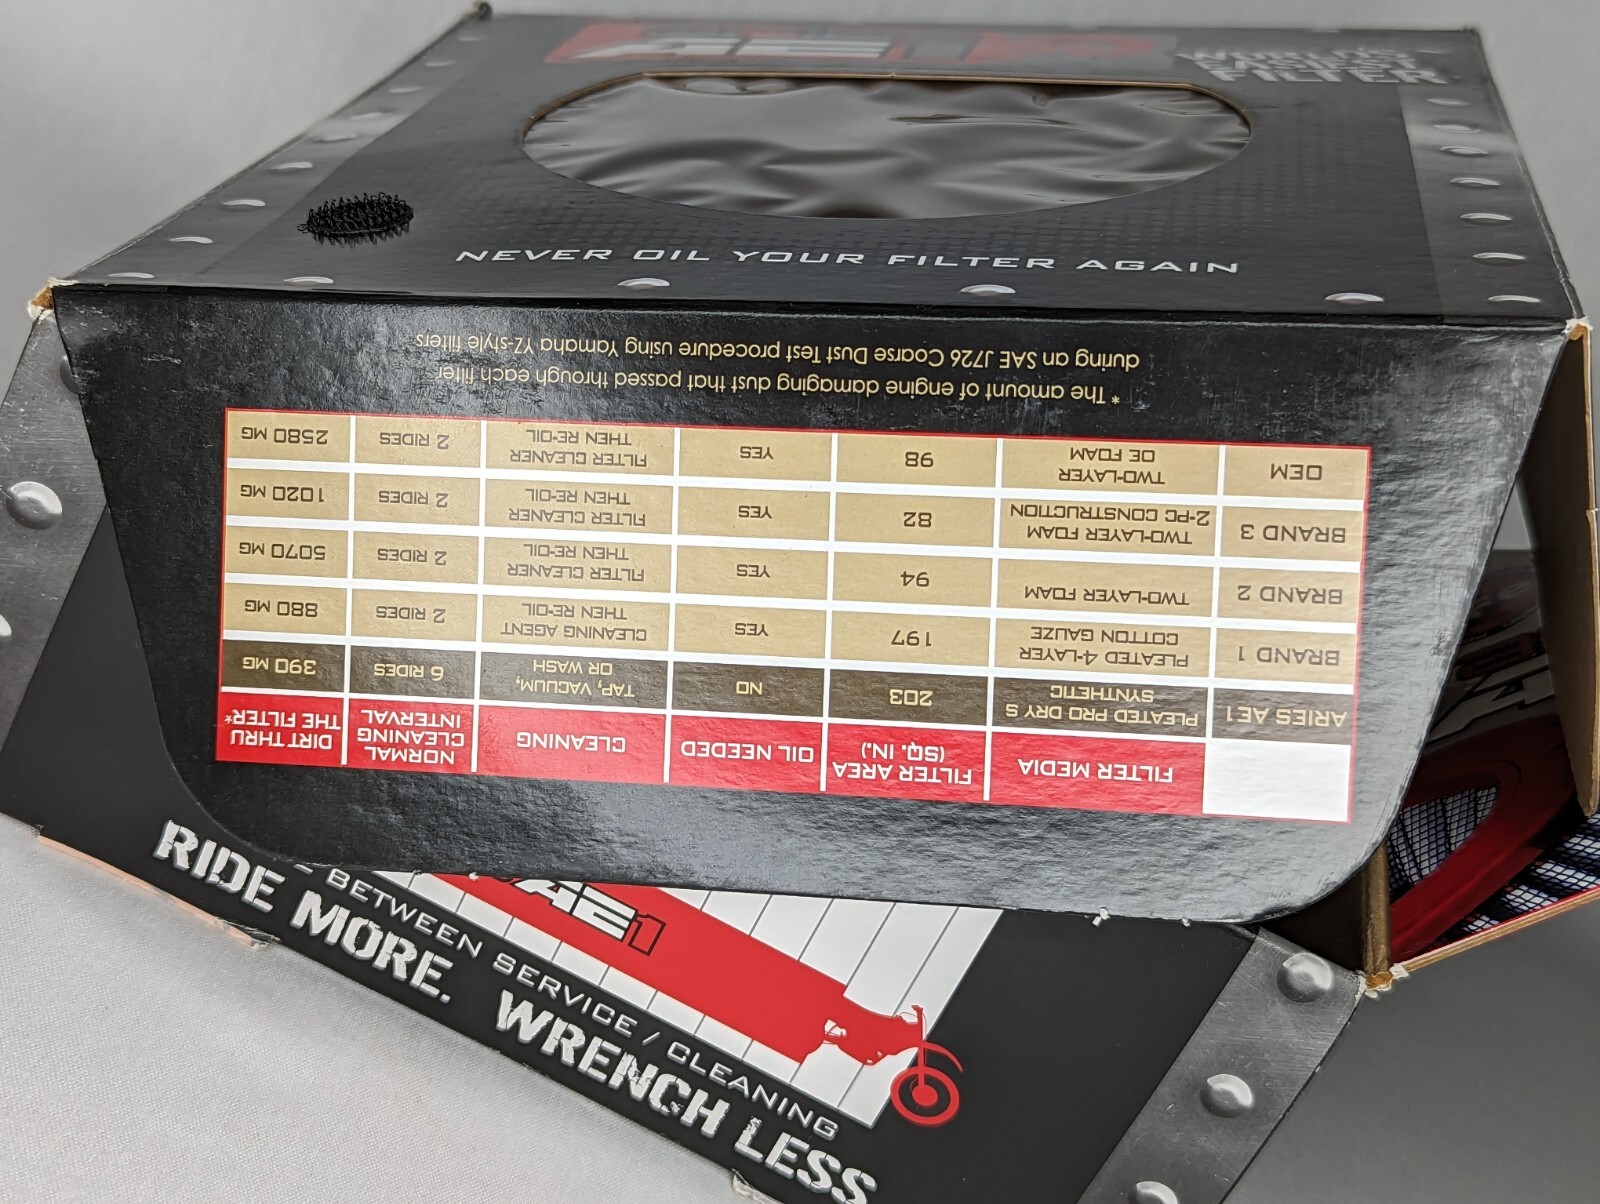 AE1
WORLD'S
EASIEST
FILTER
NEVER OIL YOUR FILTER AGAIN
FILTER MEDIA
FILTER AREA
(SQ. IN.)
OIL NEEDED
CLEANING
NORMAL
CLEANING
INTERVAL
DIRT THRU
THE FILTER*
ARIES AE1
PLEATED PRO DRY S
SYNTHETIC
203
NO
TAP, VACUUM,
OR WASH
6 RIDES
390 MG
BRAND 1
PLEATED 4-LAYER
COTTON GAUZE
197
YES
CLEANING AGENT
THEN RE-OIL
2 RIDES
880 MG
BRAND 2
TWO-LAYER FOAM
94
YES
FILTER CLEANER
THEN RE-OIL
2 RIDES
5070 MG
BRAND 3
TWO-LAYER FOAM
2-PC CONSTRUCTION
82
YES
FILTER CLEANER
THEN RE-OIL
2 RIDES
1020 MG
OEM
TWO-LAYER
OE FOAM
98
YES
FILTER CLEANER
THEN RE-OIL
2 RIDES
2580 MG
* The amount of engine damaging dust that passed through each filter
during an SAE J726 Coarse Dust Test procedure using Yamaha YZ-style filters
AE1
BETWEEN SERVICE / CLEANING
RIDE MORE. WRENCH LESS